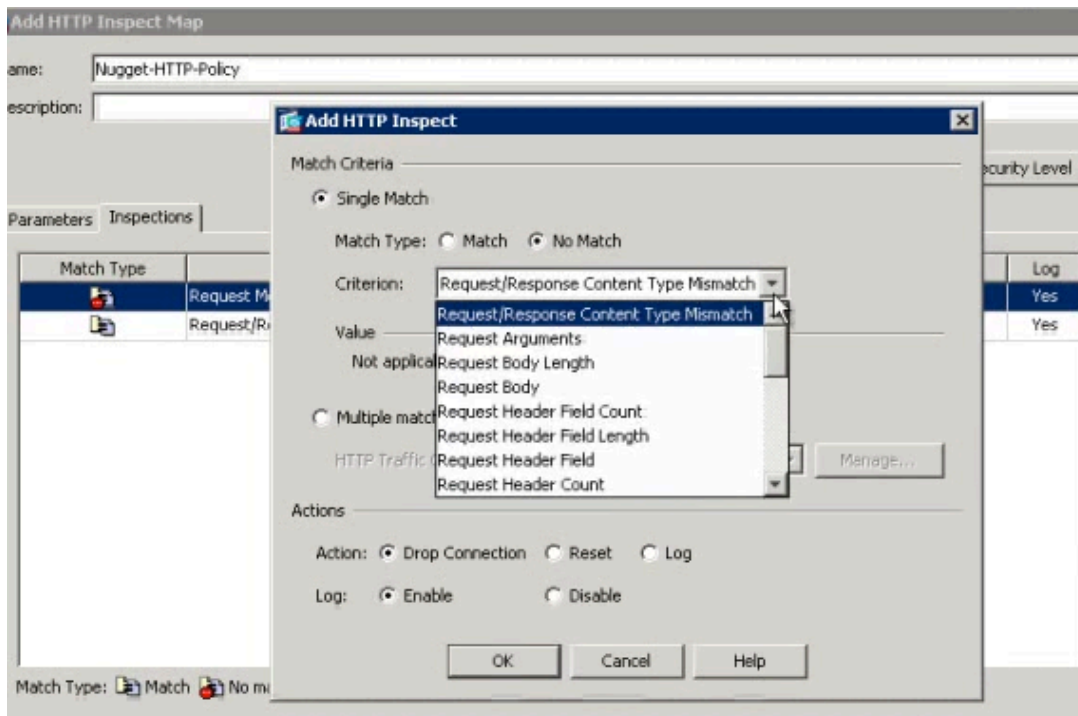 Add HTTP Inspect Map
ame: Nugget-HTTP-Policy
escription:
Add HTTP Inspect
Match Criteria
ecurity Level
Single Match
Parameters Inspections
Match Type: Match No Match
Match Type Log
Criterion: Request/Response Content Type Mismatch
Request M Yes
Request/R Yes
Request/Response Content Type Mismatch
Value
Request Arguments
Not applical
Request Body Length
Request Body
Multiple match
Request Header Field Count
Request Header Field Length
HTTP Traffic
Request Header Field
Manage...
Request Header Count
Actions
Action: Drop Connection Reset Log
Log: Enable Disable
OK Cancel Help
Match Type: Match No ma